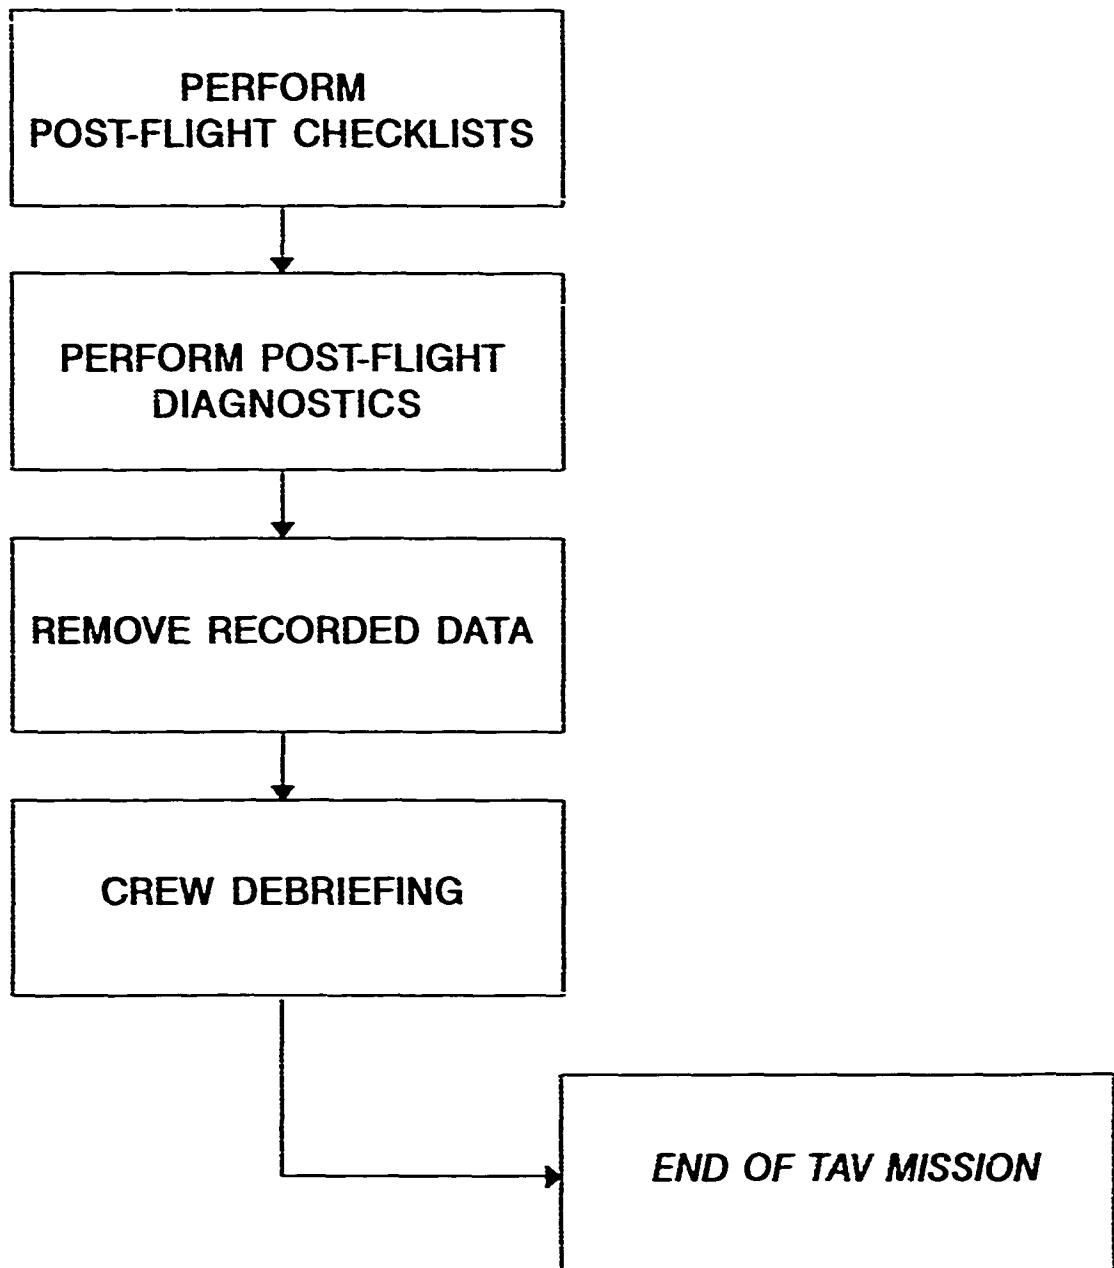 PERFORM
POST-FLIGHT CHECKLISTS
PERFORM POST-FLIGHT
DIAGNOSTICS
REMOVE RECORDED DATA
CREW DEBRIEFING
END OF TAV MISSION